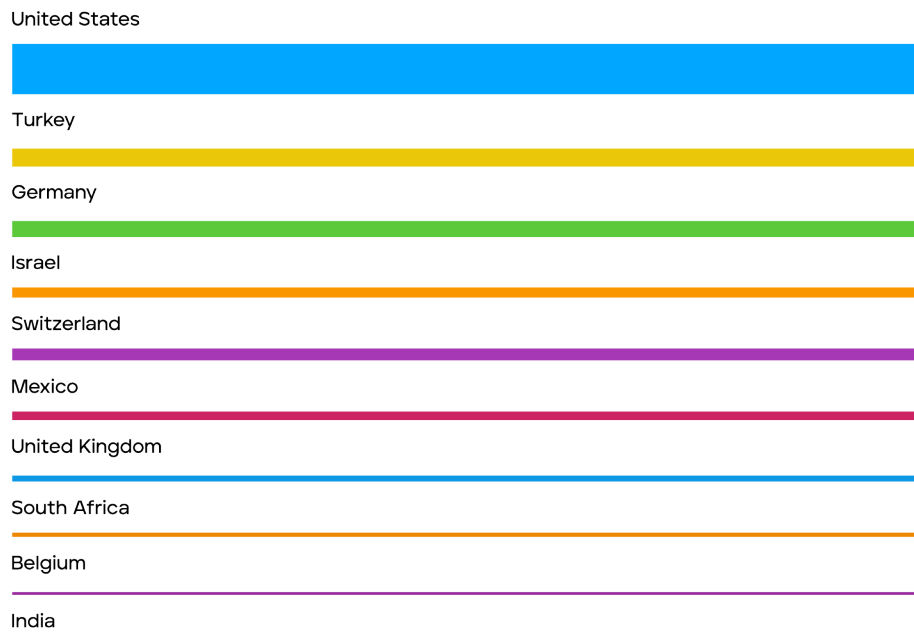 United States
Turkey
Germany
Israel
Switzerland
Mexico
United Kingdom
South Africa
Belgium
India